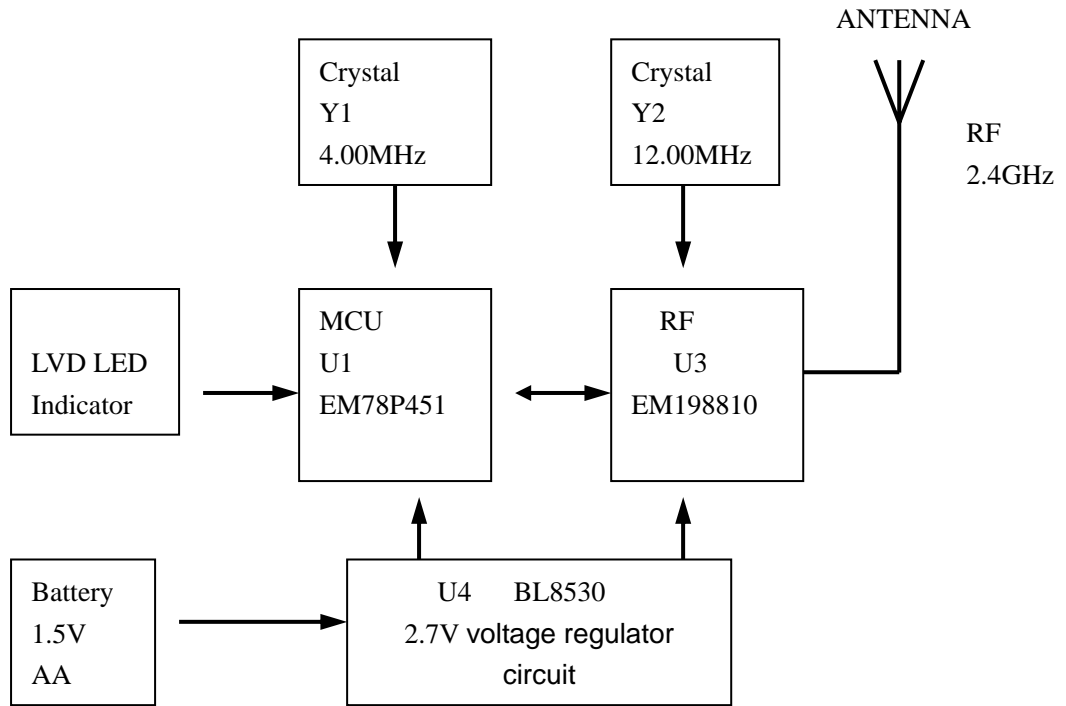 ANTENNA
Crystal
Y1
4.00MHz
Crystal
Y2
12.00MHz
RF
2.4GHz
LVD LED
Indicator
MCU
U1
EM78P451
RF
U3
EM198810
Battery
1.5V
AA
U4 BL8530
2.7V voltage regulator
circuit